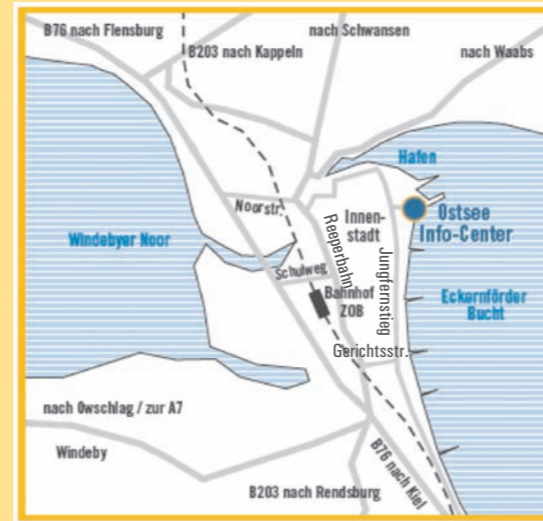 B76 nach Flensburg
nach Schwansen
B203 nach Kappeln
nach Waabs
Hafen
Noorstr.
Reeperbahn
Innen-
stadt
Ostsee
Info-Center
Windebyer Noor
Jungfernstieg
Schulweg
Bahnhof
ZOB
Eckernförder
Bucht
Gerichtsstr.
nach Owschlag / zur A7
Windeby
B76 nach Kiel
B203 nach Rendsburg